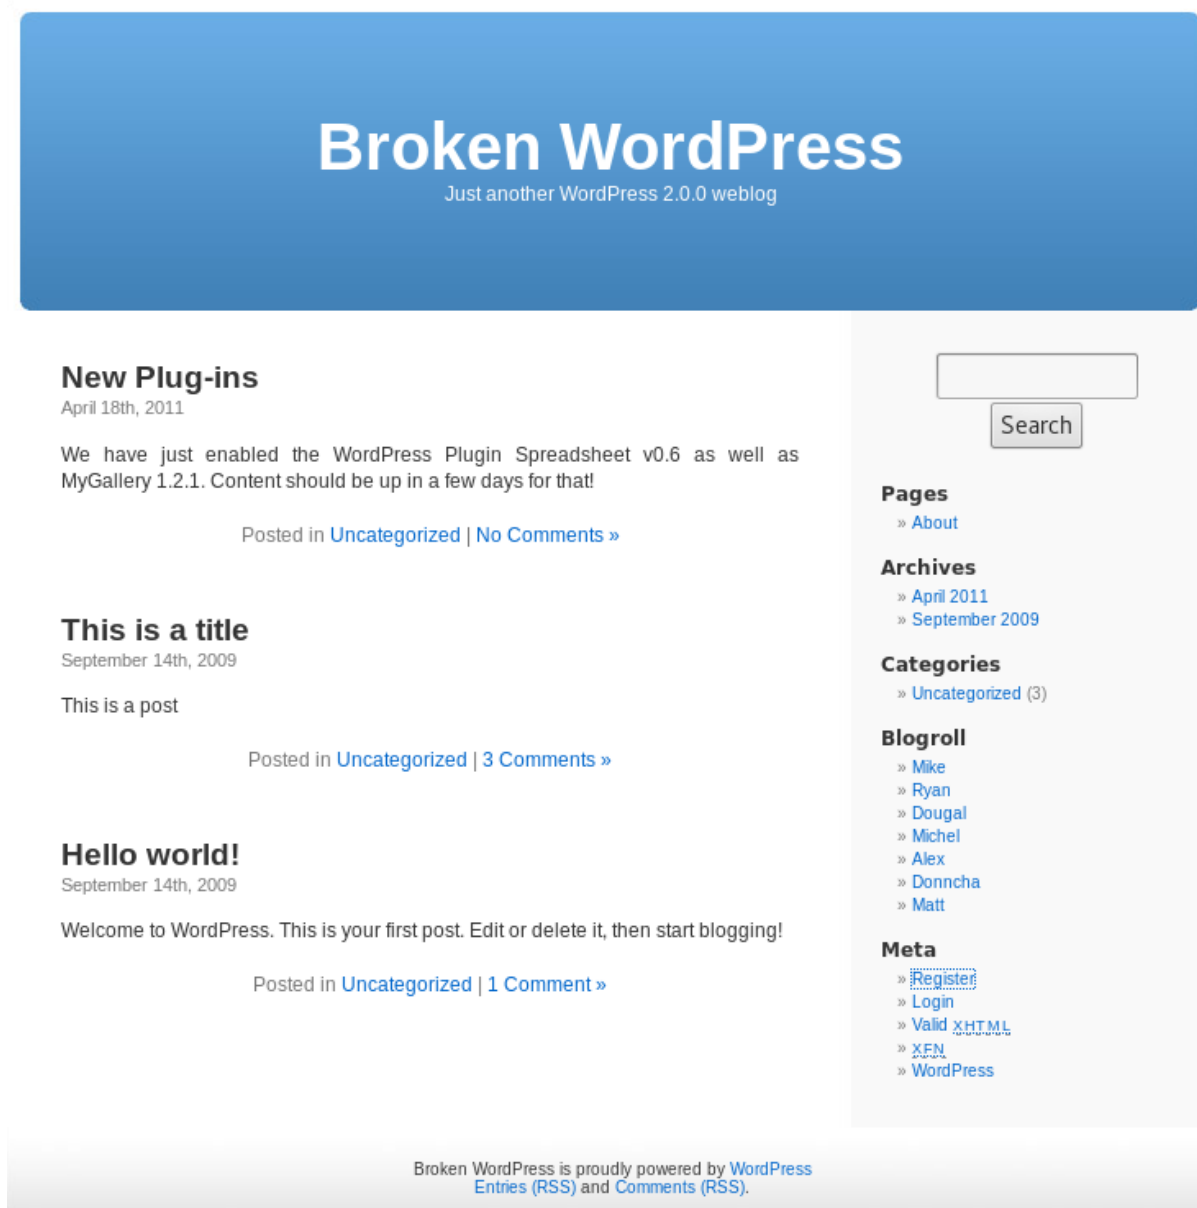 Broken WordPress
Just another WordPress 2.0.0 weblog
New Plug-ins
April 18th, 2011
We have just enabled the WordPress Plugin Spreadsheet v0.6 as well as
MyGallery 1.2.1. Content should be up in a few days for that!
Posted in Uncategorized | No Comments »
This is a title
September 14th, 2009
This is a post
Posted in Uncategorized | 3 Comments »
Hello world!
September 14th, 2009
Welcome to WordPress. This is your first post. Edit or delete it, then start blogging!
Posted in Uncategorized | 1 Comment »
Search
Pages
» About
Archives
» April 2011
» September 2009
Categories
» Uncategorized (3)
Blogroll
» Mike
» Ryan
» Dougal
» Michel
» Alex
» Donncha
» Matt
Meta
» Register
» Login
» Valid XHTML
» XFN
» WordPress
Broken WordPress is proudly powered by WordPress
Entries (RSS) and Comments (RSS).